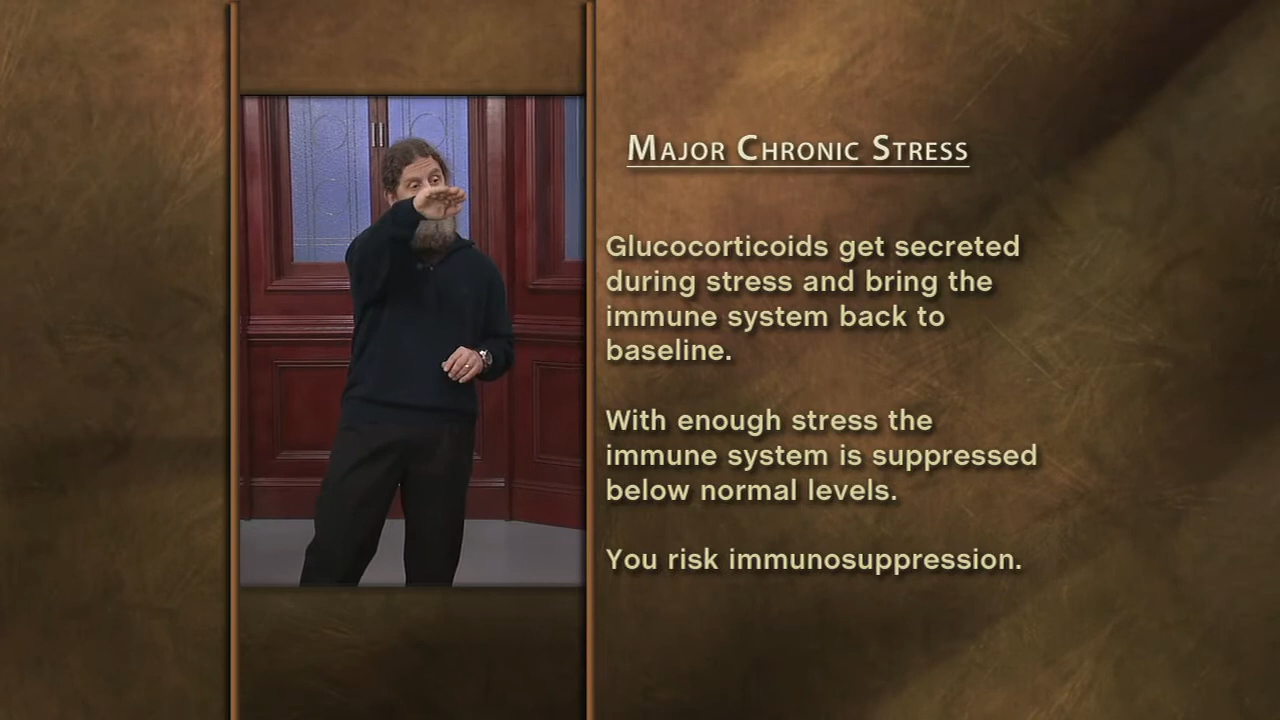 Major Chronic Stress
Glucocorticoids get secreted
during stress and bring the
immune system back to
baseline.
With enough stress the
immune system is suppressed
below normal levels.
You risk immunosuppression.